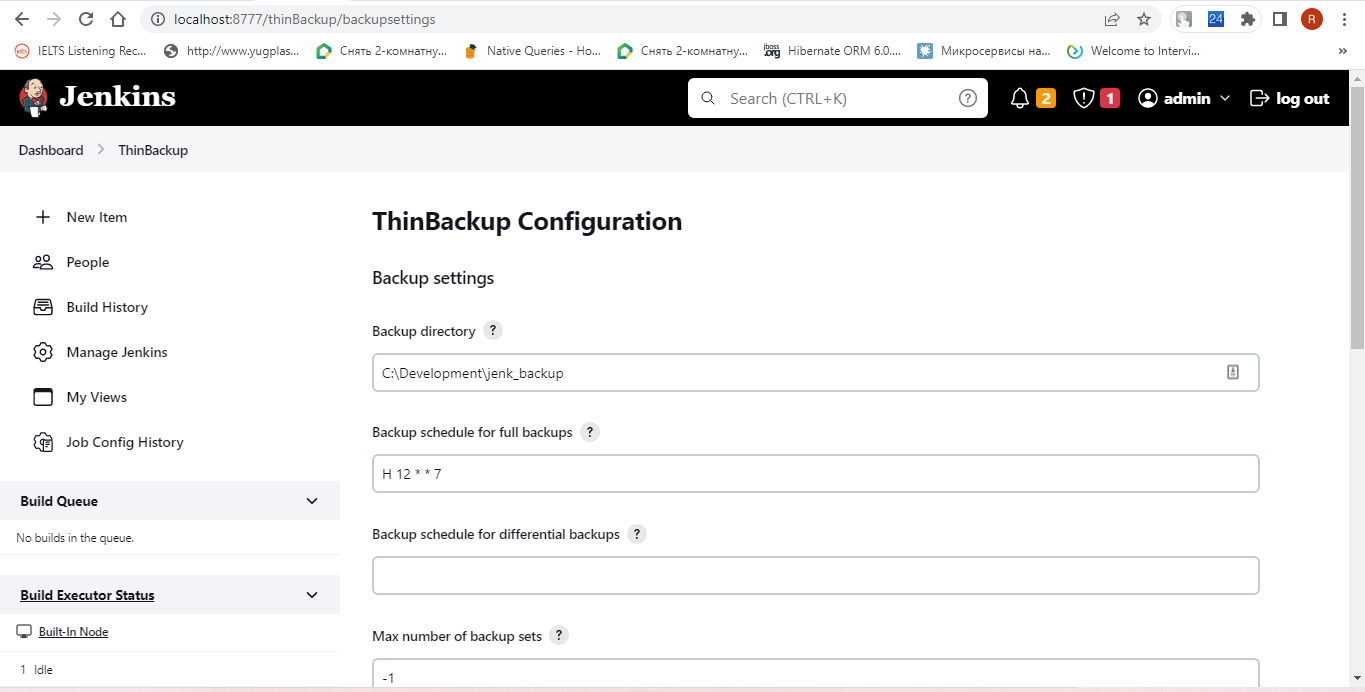 localhost:8777/thinBackup/backupsettings
24
R
IELTS Listening Rec...
http://www.yugplas...
Снять 2-комнатну...
Native Queries - Ho...
Снять 2-комнатну...
jboss.org
Hibernate ORM 6.0....
Микросервисы на...
Welcome to Intervi...
»
Jenkins
Search (CTRL+K)
?
2
1
admin
log out
Dashboard > ThinBackup
New Item
People
Build History
Manage Jenkins
My Views
Job Config History
Build Queue
No builds in the queue.
Build Executor Status
Built-In Node
1 Idle
ThinBackup Configuration
Backup settings
Backup directory ?
C:\Development\jenk_backup
Backup schedule for full backups ?
H 12 * * 7
Backup schedule for differential backups ?
Max number of backup sets ?
-1